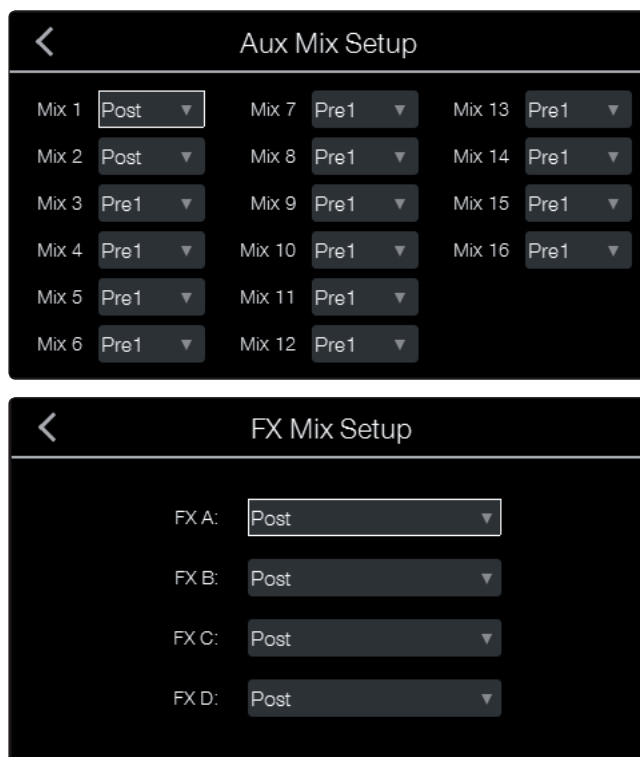 Aux Mix Setup
Mix 1 Post Mix 7 Pre1 Mix 13 Pre1
Mix 2 Post Mix 8 Pre1 Mix 14 Pre1
Mix 3 Pre1 Mix 9 Pre1 Mix 15 Pre1
Mix 4 Pre1 Mix 10 Pre1 Mix 16 Pre1
Mix 5 Pre1 Mix 11 Pre1
Mix 6 Pre1 Mix 12 Pre1
FX Mix Setup
FX A: Post
FX B: Post
FX C: Post
FX D: Post